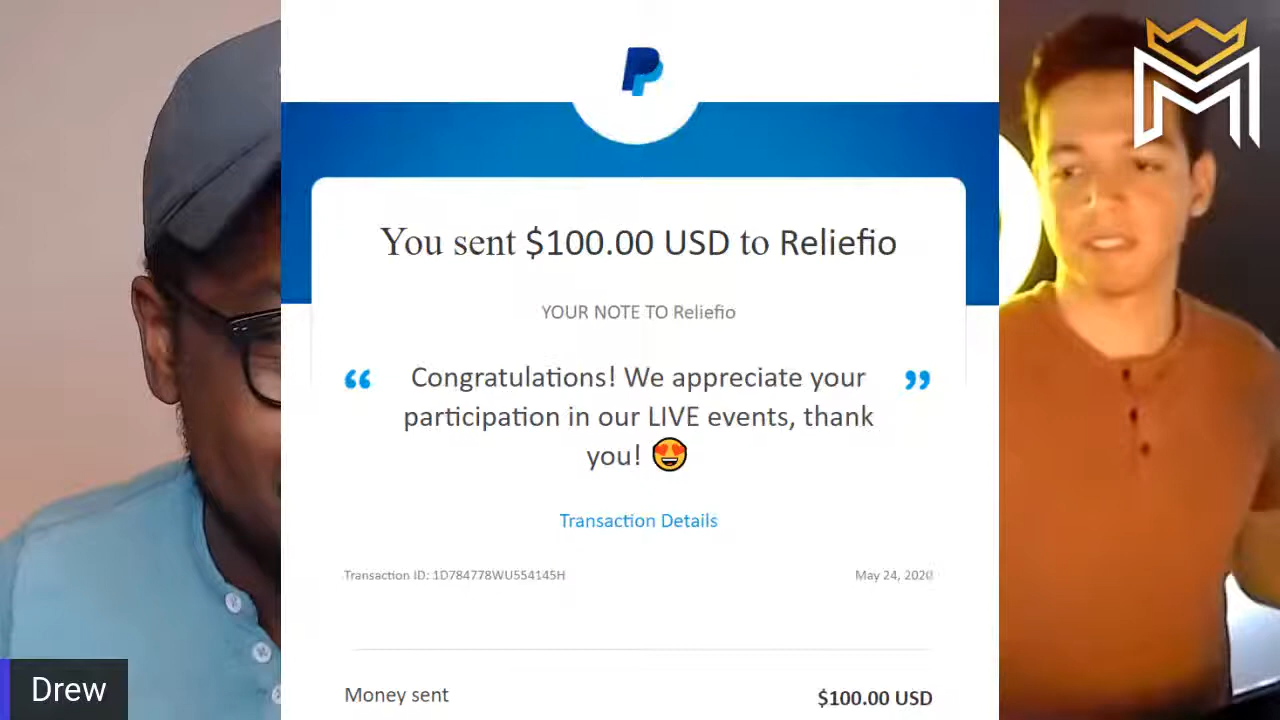 You sent $100.00 USD to Reliefio
YOUR NOTE TO Reliefio
“ Congratulations! We appreciate your ”
participation in our LIVE events, thank
you! 😍
Transaction Details
Transaction ID: 1D784778WU554145H May 24, 2020
Money sent $100.00 USD
Drew